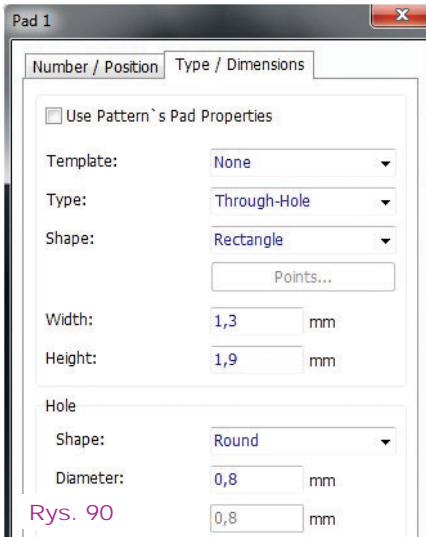 Pad 1
Number / Position Type / Dimensions
Use Pattern`s Pad Properties
Template: None
Type: Through-Hole
Shape: Rectangle
Points...
Width: 1,3 mm
Height: 1,9 mm
Hole
Shape: Round
Diameter: 0,8 mm
0,8 mm
Rys. 90